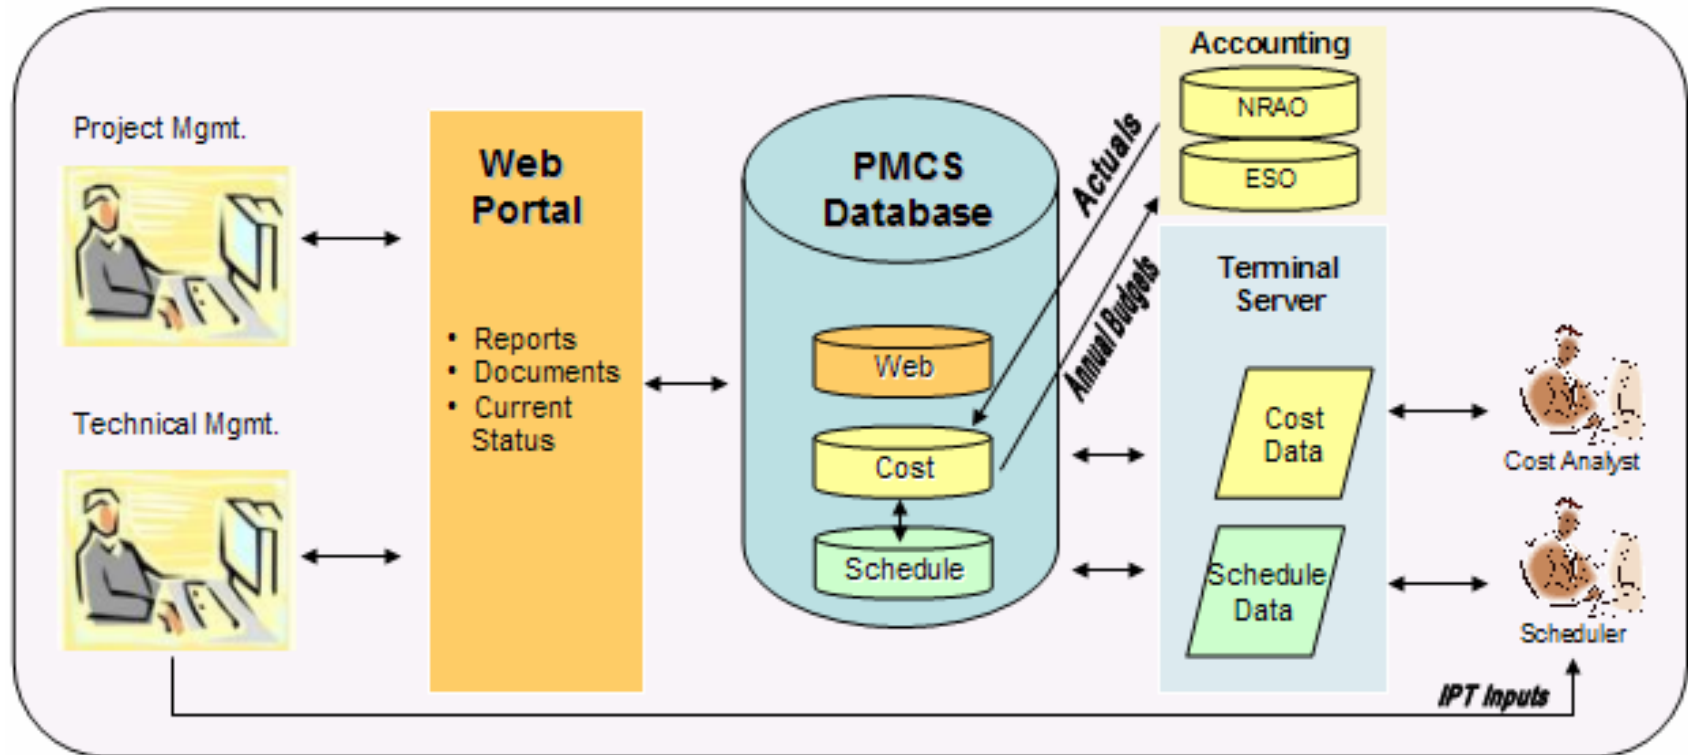 Project Mgmt.
Technical Mgmt.
Web
Portal
• Reports
• Documents
• Current
Status
PMCS
Database
Web
Cost
Schedule
Actuals
Annual Budgets
Accounting
NRAO
ESO
Terminal
Server
Cost
Data
Schedule
Data
Cost Analyst
Scheduler
IPT Inputs